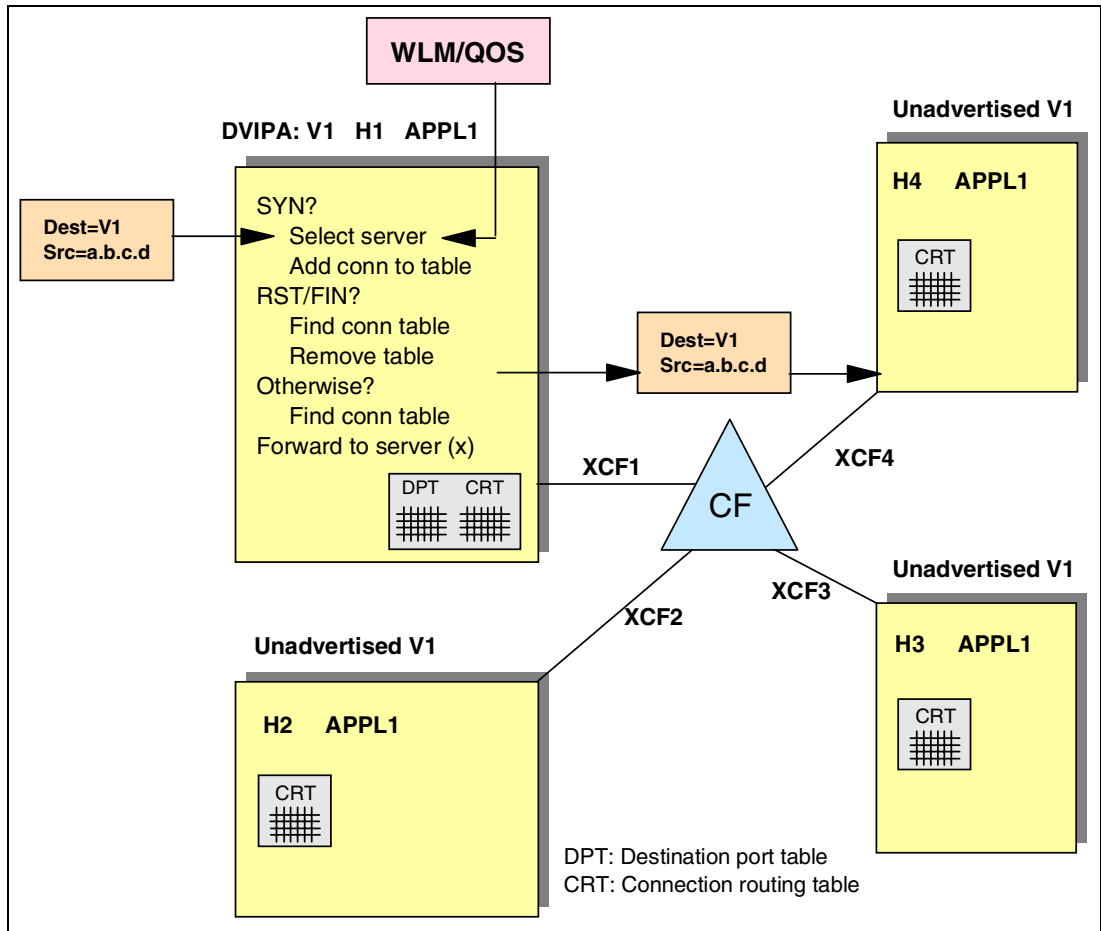 WLM/QOS
DVIPA: V1 H1 APPL1
Dest=V1
Src=a.b.c.d
SYN?
Select server
Add conn to table
RST/FIN?
Find conn table
Remove table
Otherwise?
Find conn table
Forward to server (x)
DPT CRT
Dest=V1
Src=a.b.c.d
Unadvertised V1
H4 APPL1
CRT
XCF1
XCF4
CF
XCF2
XCF3
Unadvertised V1
H3 APPL1
CRT
Unadvertised V1
H2 APPL1
CRT
DPT: Destination port table
CRT: Connection routing table